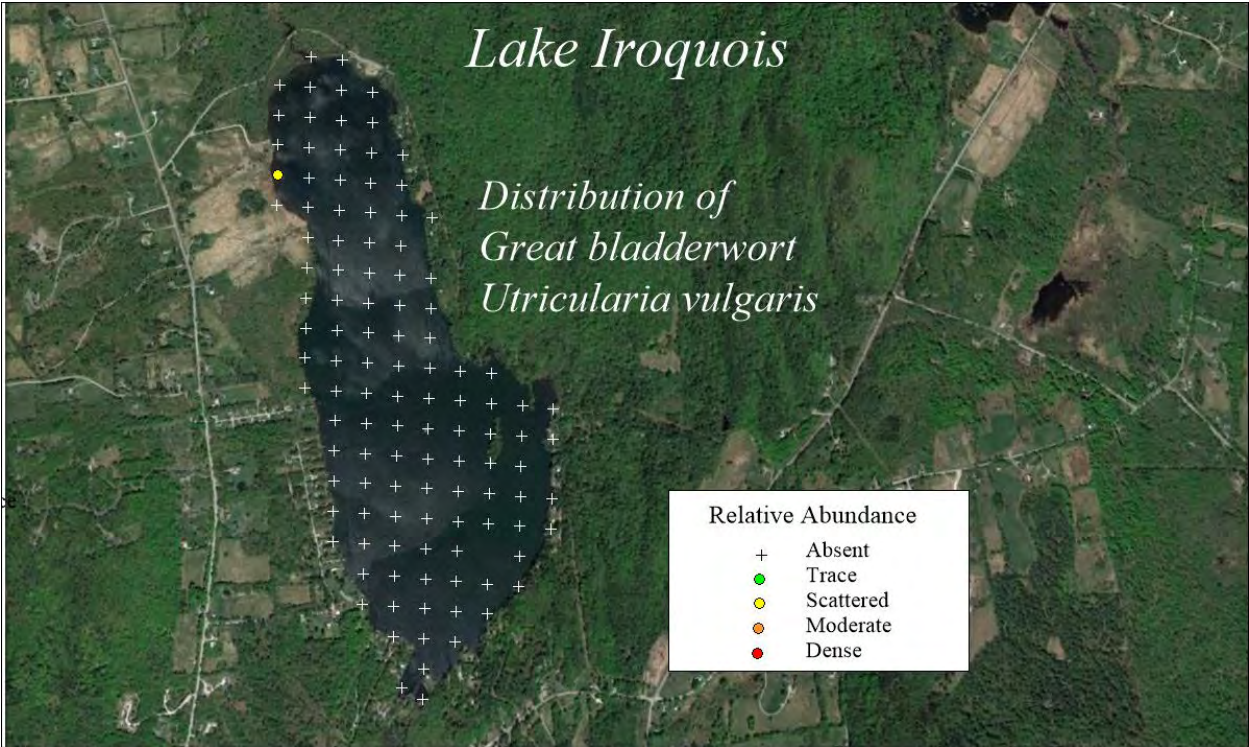 Lake Iroquois
Distribution of
Great bladderwort
Utricularia vulgaris
Relative Abundance
Absent
Trace
Scattered
Moderate
Dense